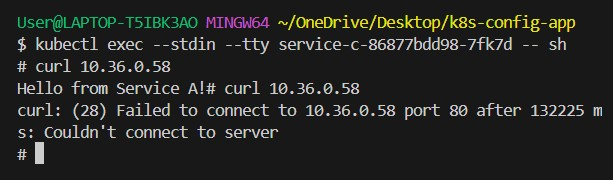 User@LAPTOP-T5IBK3AO MINGW64 ~/OneDrive/Desktop/k8s-config-app
$ kubectl exec --stdin --tty service-c-86877bdd98-7fk7d -- sh
# curl 10.36.0.58
Hello from Service A!# curl 10.36.0.58
curl: (28) Failed to connect to 10.36.0.58 port 80 after 132225 m
s: Couldn't connect to server
#